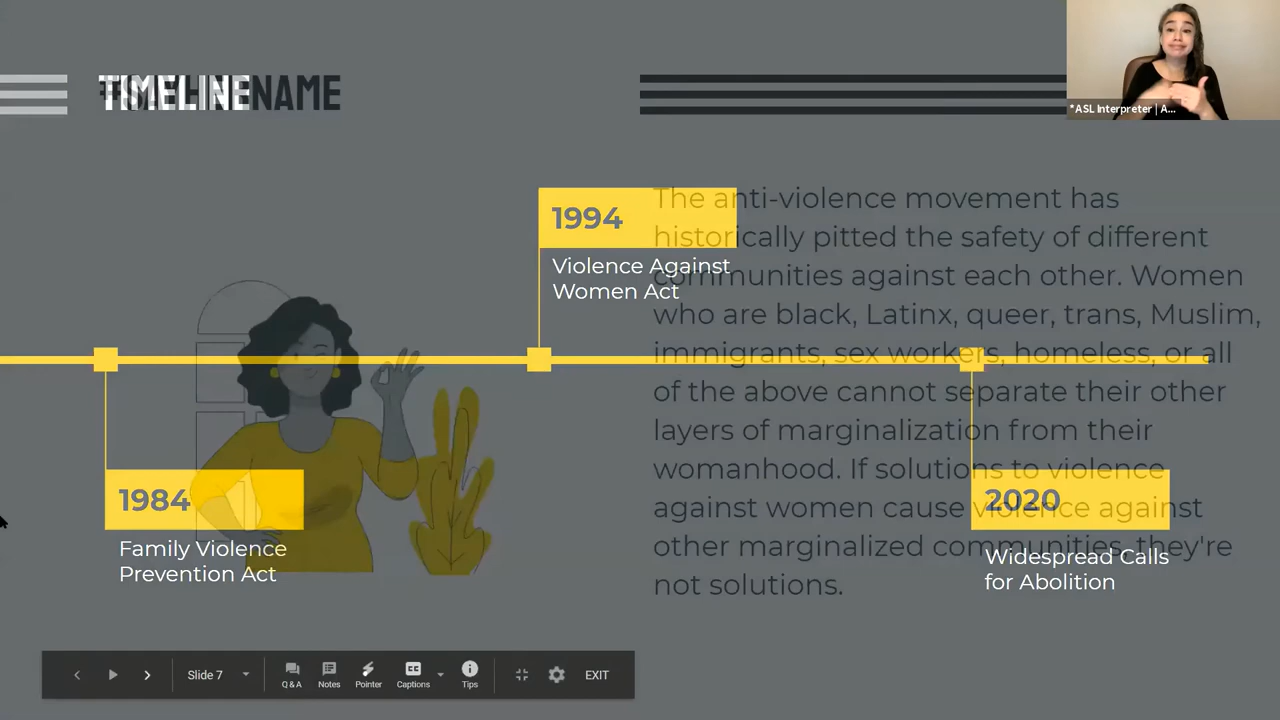 TIMELINE
NAME
*ASL Interpreter | A...
1994
Violence Against
Women Act
The anti-violence movement has
historically pitted the safety of different
communities against each other. Women
who are black, Latinx, queer, trans, Muslim,
immigrants, sex workers, homeless, or all
of the above cannot separate their other
layers of marginalization from their
womanhood. If solutions to violence
against women cause violence against
other marginalized communities, they're
not solutions.
1984
Family Violence
Prevention Act
2020
Widespread Calls
for Abolition
Slide 7
Q & A
Notes
Pointer
CC
Captions
Tips
EXIT